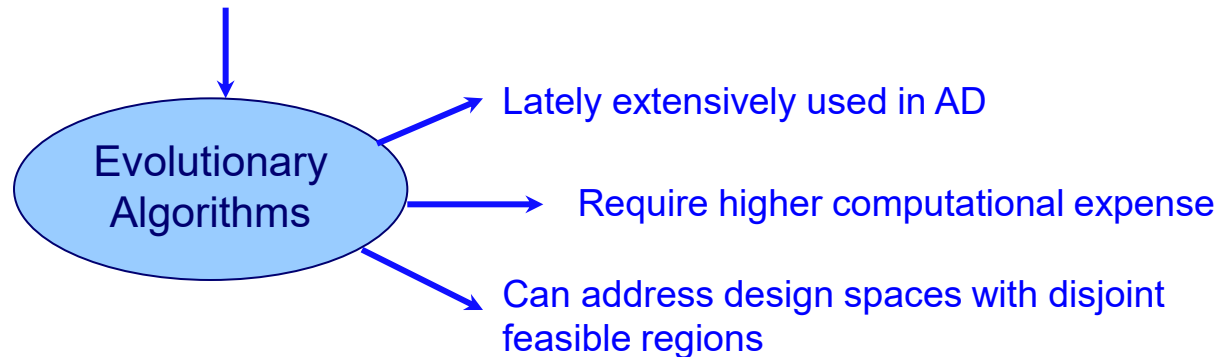 Lately extensively used in AD
Evolutionary
Algorithms
Require higher computational expense
Can address design spaces with disjoint
feasible regions